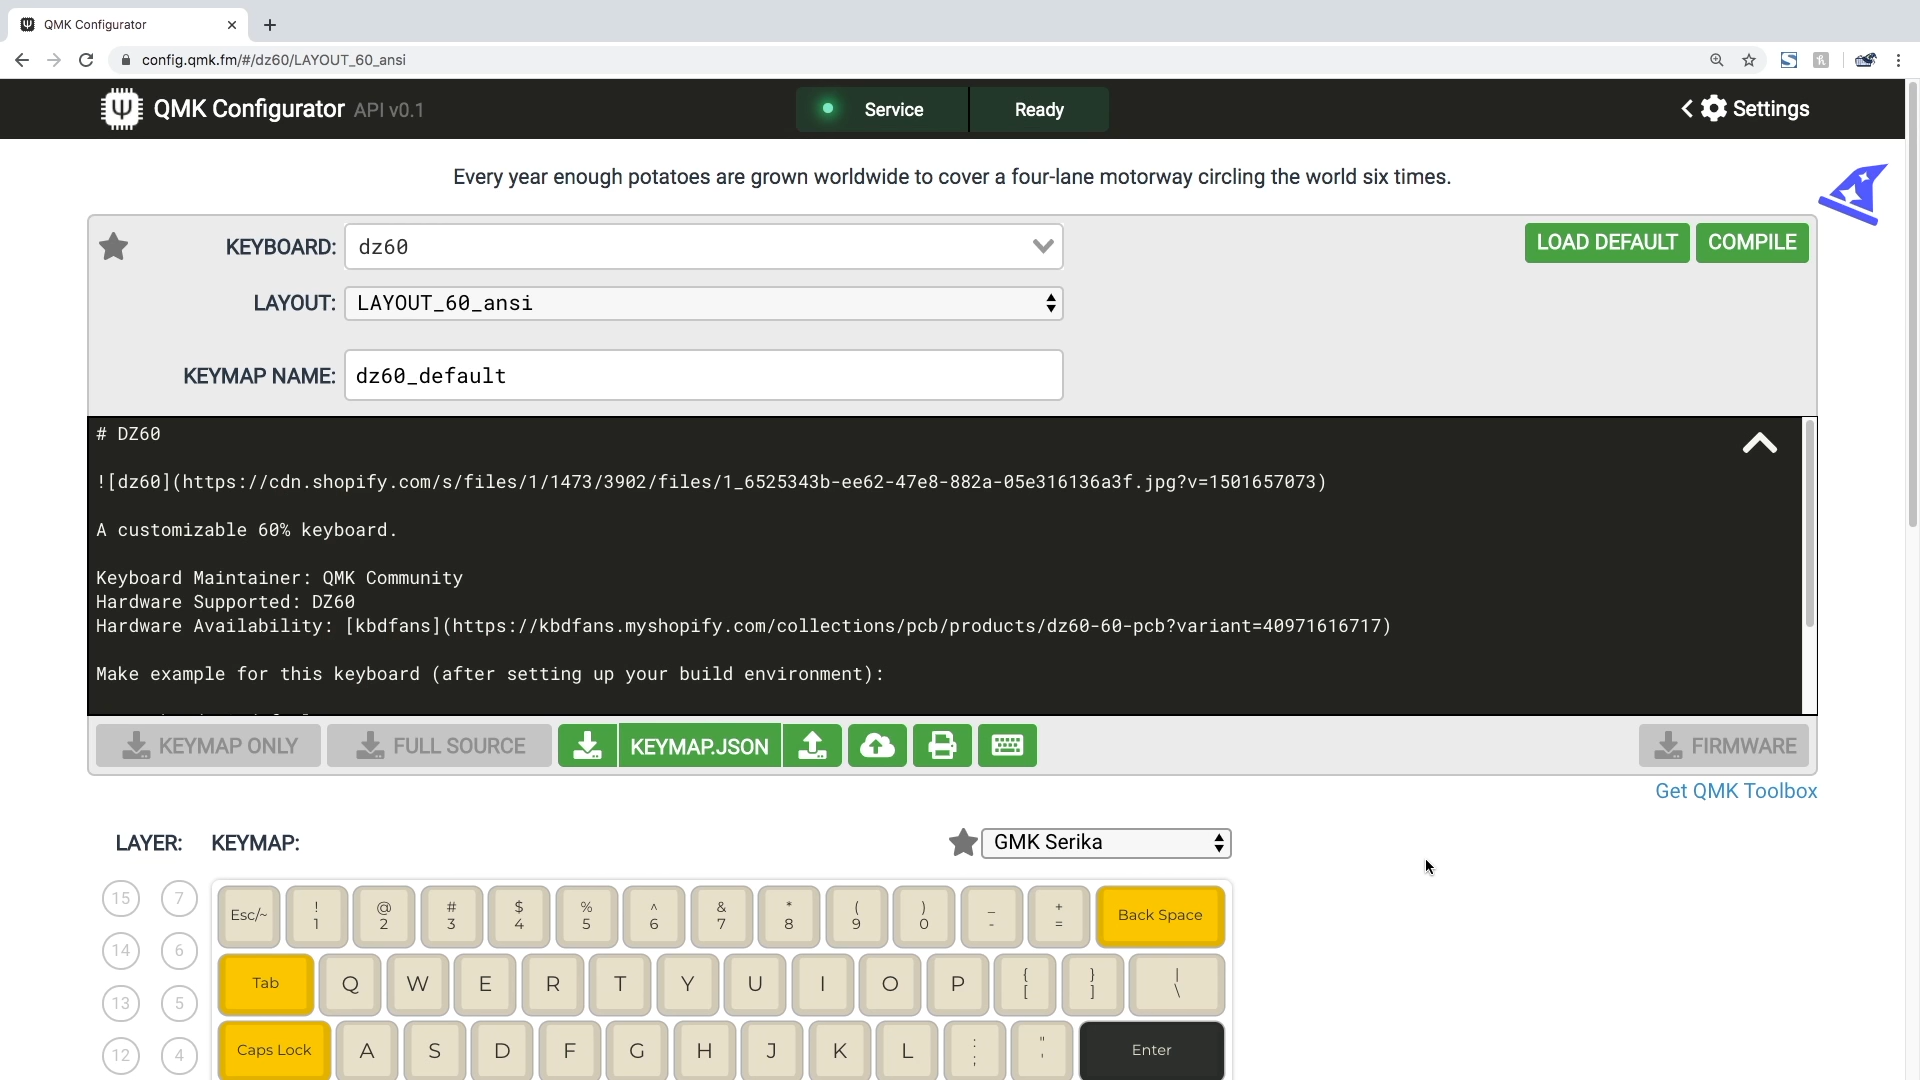 QMK Configurator
config.qmk.fm/#/dz60/LAYOUT_60_ansi
QMK Configurator API v0.1
Service
Ready
Settings
Every year enough potatoes are grown worldwide to cover a four-lane motorway circling the world six times.
KEYBOARD: dz60
LOAD DEFAULT
COMPILE
LAYOUT: LAYOUT_60_ansi
KEYMAP NAME: dz60_default
# DZ60
![dz60](https://cdn.shopify.com/s/files/1/1473/3902/files/1_6525343b-ee62-47e8-882a-05e316136a3f.jpg?v=1501657073)
A customizable 60% keyboard.
Keyboard Maintainer: QMK Community
Hardware Supported: DZ60
Hardware Availability: [kbdfans](https://kbdfans.myshopify.com/collections/pcb/products/dz60-60-pcb?variant=40971616717)
Make example for this keyboard (after setting up your build environment):
KEYMAP ONLY
FULL SOURCE
KEYMAP.JSON
FIRMWARE
Get QMK Toolbox
LAYER:
KEYMAP:
GMK Serika
15 7
14 6
13 5
12 4
Esc/~ ! 1 @ 2 # 3 $ 4 % 5 ^ 6 & 7 * 8 ( 9 ) 0 _ - + = Back Space
Tab Q W E R T Y U I O P { [ } ] | \
Caps Lock A S D F G H J K L : ; " ' Enter